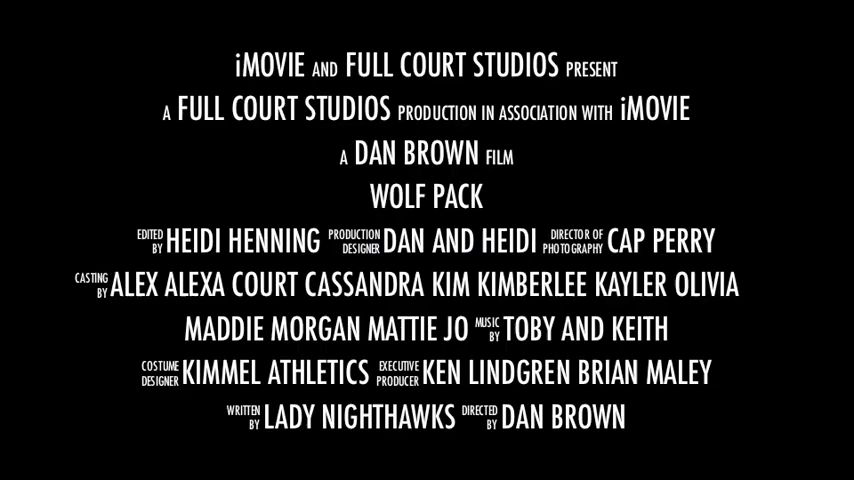 iMOVIE AND FULL COURT STUDIOS PRESENT
A FULL COURT STUDIOS PRODUCTION IN ASSOCIATION WITH iMOVIE
A DAN BROWN FILM
WOLF PACK
EDITED BY HEIDI HENNING PRODUCTION DESIGNER DAN AND HEIDI DIRECTOR OF PHOTOGRAPHY CAP PERRY
CASTING BY ALEX ALEXA COURT CASSANDRA KIM KIMBERLEE KAYLER OLIVIA
MADDIE MORGAN MATTIE JO MUSIC BY TOBY AND KEITH
COSTUME DESIGNER KIMMEL ATHLETICS EXECUTIVE PRODUCER KEN LINDGREN BRIAN MALEY
WRITTEN BY LADY NIGHTHAWKS DIRECTED BY DAN BROWN